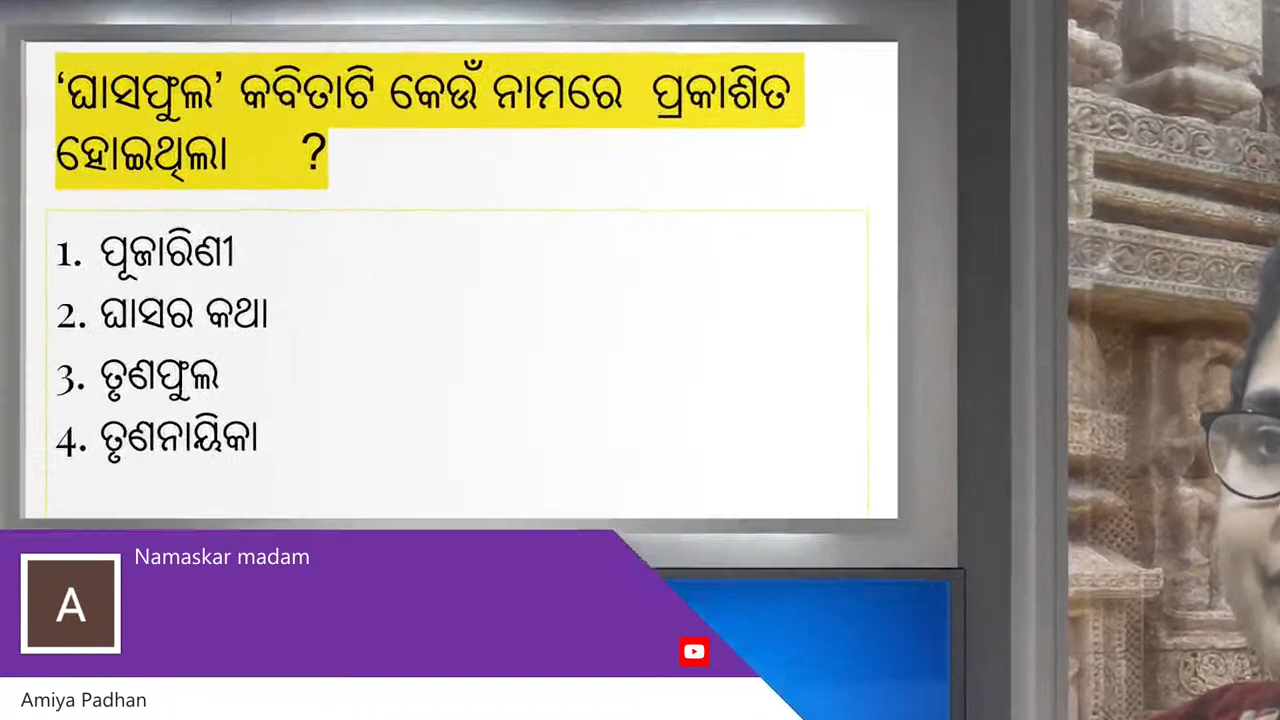 ‘ଘାସଫୁଲ’ କବିତାଟି କେଉଁ ନାମରେ ପ୍ରକାଶିତ
ହୋଇଥିଲା ?
1. ପୂଜାରିଣୀ
2. ଘାସର କଥା
3. ତୃଣଫୁଲ
4. ତୃଣନାୟିକା
Namaskar madam
A
Amiya Padhan